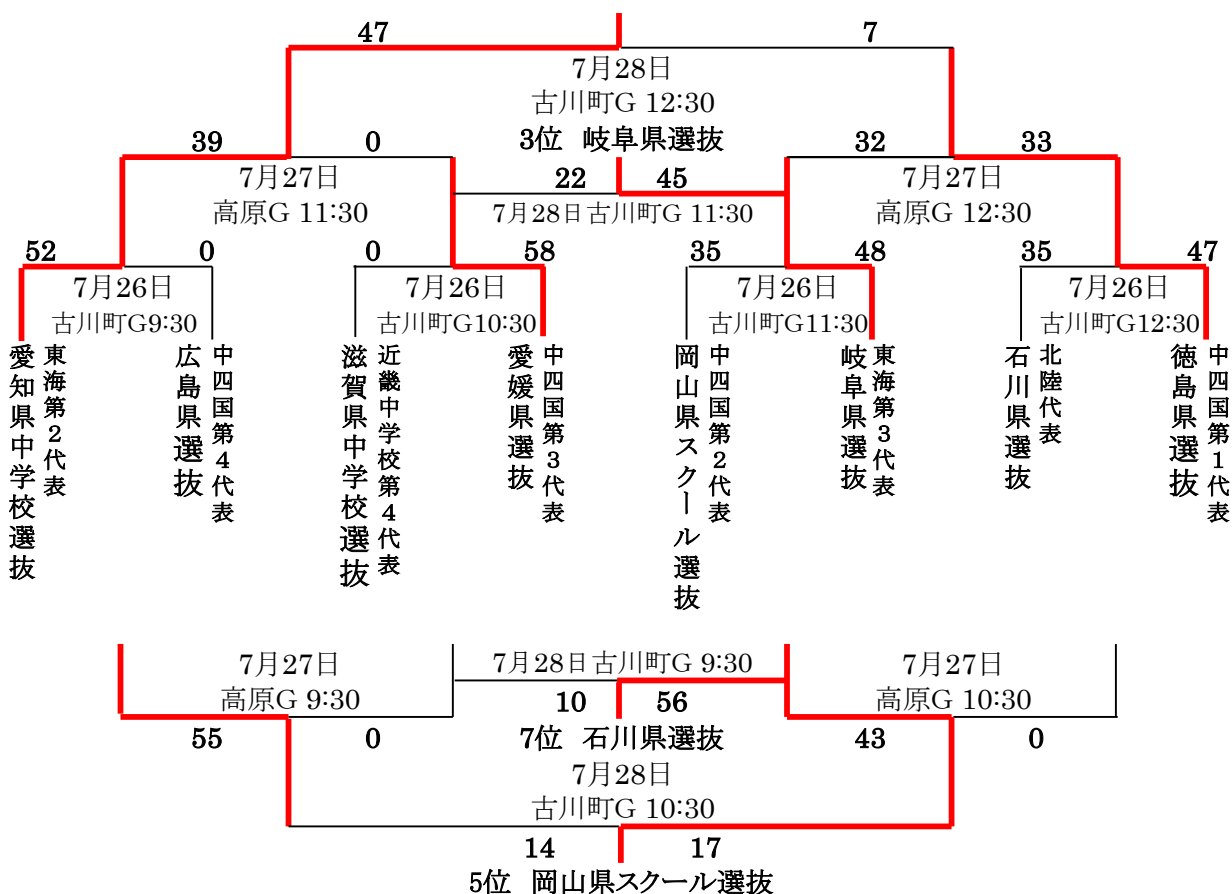 47 7
7月28日
古川町G 12:30
3位 岐阜県選抜
39 0 32 33
7月27日
高原G 11:30
22 45
7月28日古川町G 11:30
7月27日
高原G 12:30
52 0 0 58 35 48 35 47
7月26日
古川町G9:30
7月26日
古川町G10:30
7月26日
古川町G11:30
7月26日
古川町G12:30
東海第2代表
愛知県中学校選抜
中四国第4代表
広島県選抜
近畿中学校第4代表
滋賀県中学校選抜
中四国第3代表
愛媛県選抜
中四国第2代表
岡山県スクール選抜
東海第3代表
岐阜県選抜
北陸代表
石川県選抜
中四国第1代表
徳島県選抜
7月27日
高原G 9:30
7月28日古川町G 9:30
7月27日
高原G 10:30
10 56
55 0
7位 石川県選抜
43 0
7月28日
古川町G 10:30
14 17
5位 岡山県スクール選抜